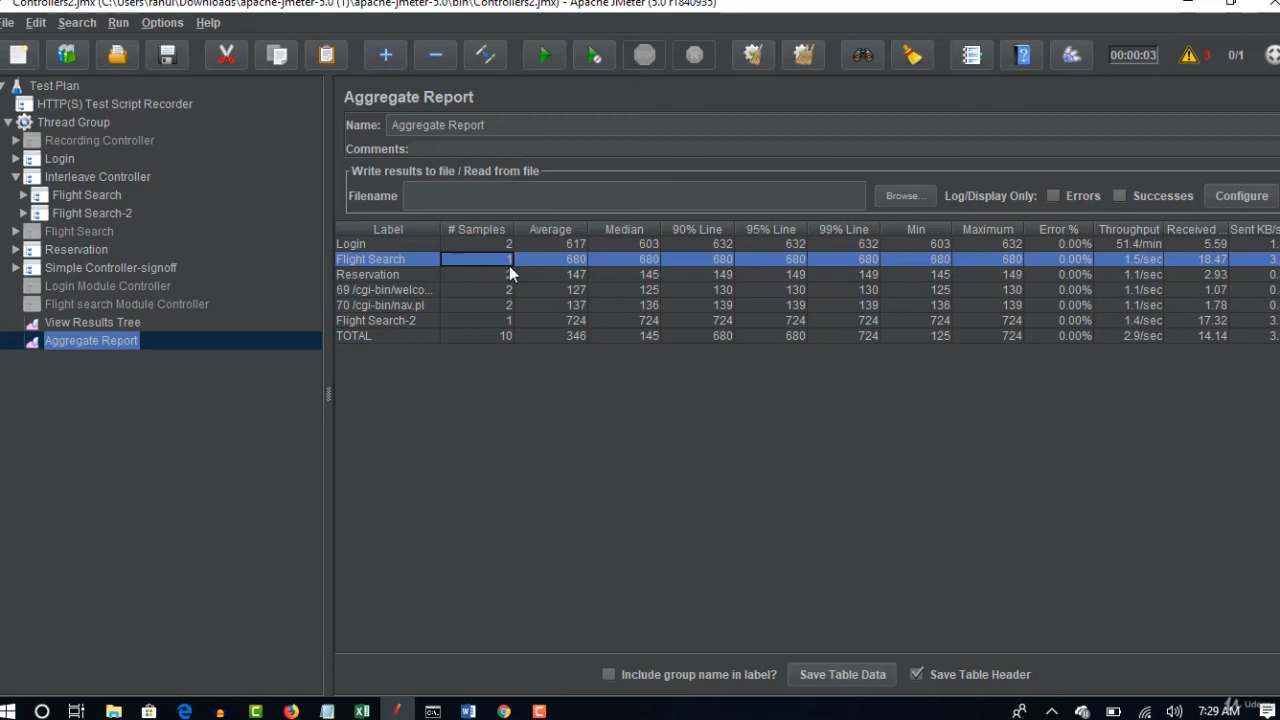 Controllers2.jmx (C:\Users\rahul\Downloads\apache-jmeter-5.0 (1)\apache-jmeter-5.0\bin\Controllers2.jmx) - Apache JMeter (5.0 r1840935)
File Edit Search Run Options Help
00:00:03 3 0/1
Test Plan
HTTP(S) Test Script Recorder
Thread Group
Recording Controller
Login
Interleave Controller
Flight Search
Flight Search-2
Flight Search
Reservation
Simple Controller-signoff
Login Module Controller
Flight search Module Controller
View Results Tree
Aggregate Report
Aggregate Report
Name: Aggregate Report
Comments:
Write results to file / Read from file
Filename Browse... Log/Display Only: Errors Successes Configure
Label # Samples Average Median 90% Line 95% Line 99% Line Min Maximum Error % Throughput Received ... Sent KB/s
Login 2 617 603 632 632 632 603 632 0.00% 51.4/min 5.59 1.
Flight Search 1 680 680 680 680 680 680 680 0.00% 1.5/sec 18.47 3.
Reservation 2 147 145 149 149 149 145 149 0.00% 1.1/sec 2.93 1.
69 /cgi-bin/welco... 2 127 125 130 130 130 125 130 0.00% 1.1/sec 1.07 0.
70 /cgi-bin/nav.pl 2 137 136 139 139 139 136 139 0.00% 1.1/sec 1.78 0.
Flight Search-2 1 724 724 724 724 724 724 724 0.00% 1.4/sec 17.32 3.
TOTAL 10 346 145 680 680 724 125 724 0.00% 2.9/sec 14.14 3.
Include group name in label? Save Table Data Save Table Header
7:29 AM